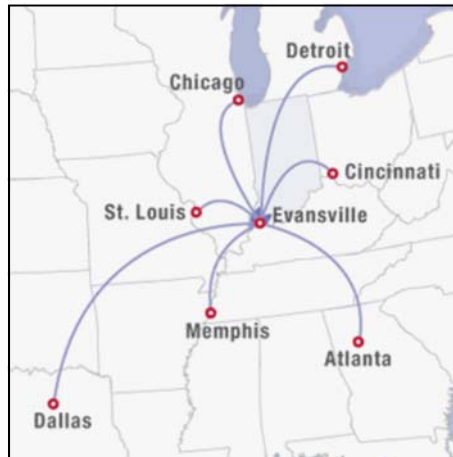 Detroit
Chicago
Cincinnati
St. Louis
Evansville
Memphis
Atlanta
Dallas